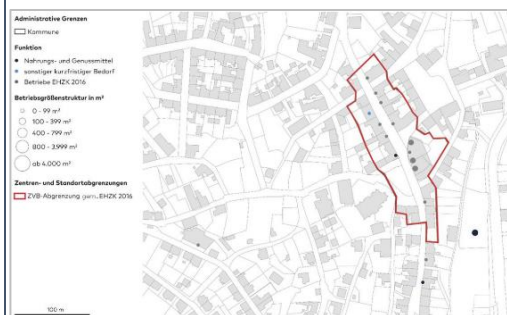 Administrative Grenzen
Kommune
Funktion
Nahrungs- und Genussmittel
sonstiger kurzfristiger Bedarf
Betriebe EHZK 2016
Betriebsgrößenstruktur in m²
0 - 99 m²
100 - 399 m²
400 - 799 m²
800 - 3.999 m²
ab 4.000 m²
Zentren- und Standortabgrenzungen
ZVB-Abgrenzung gem. EHZK 2016
100 m